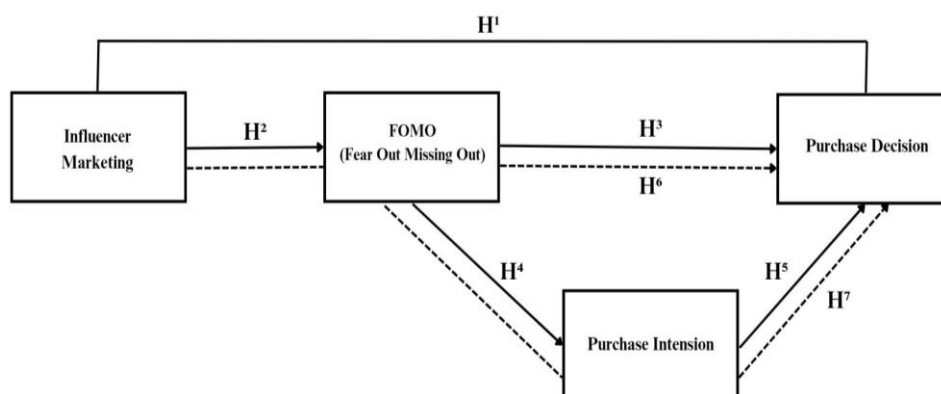 H¹
Influencer
Marketing
H²
FOMO
(Fear Out Missing Out)
H³
H⁶
Purchase Decision
H⁴
Purchase Intension
H⁵
H⁷